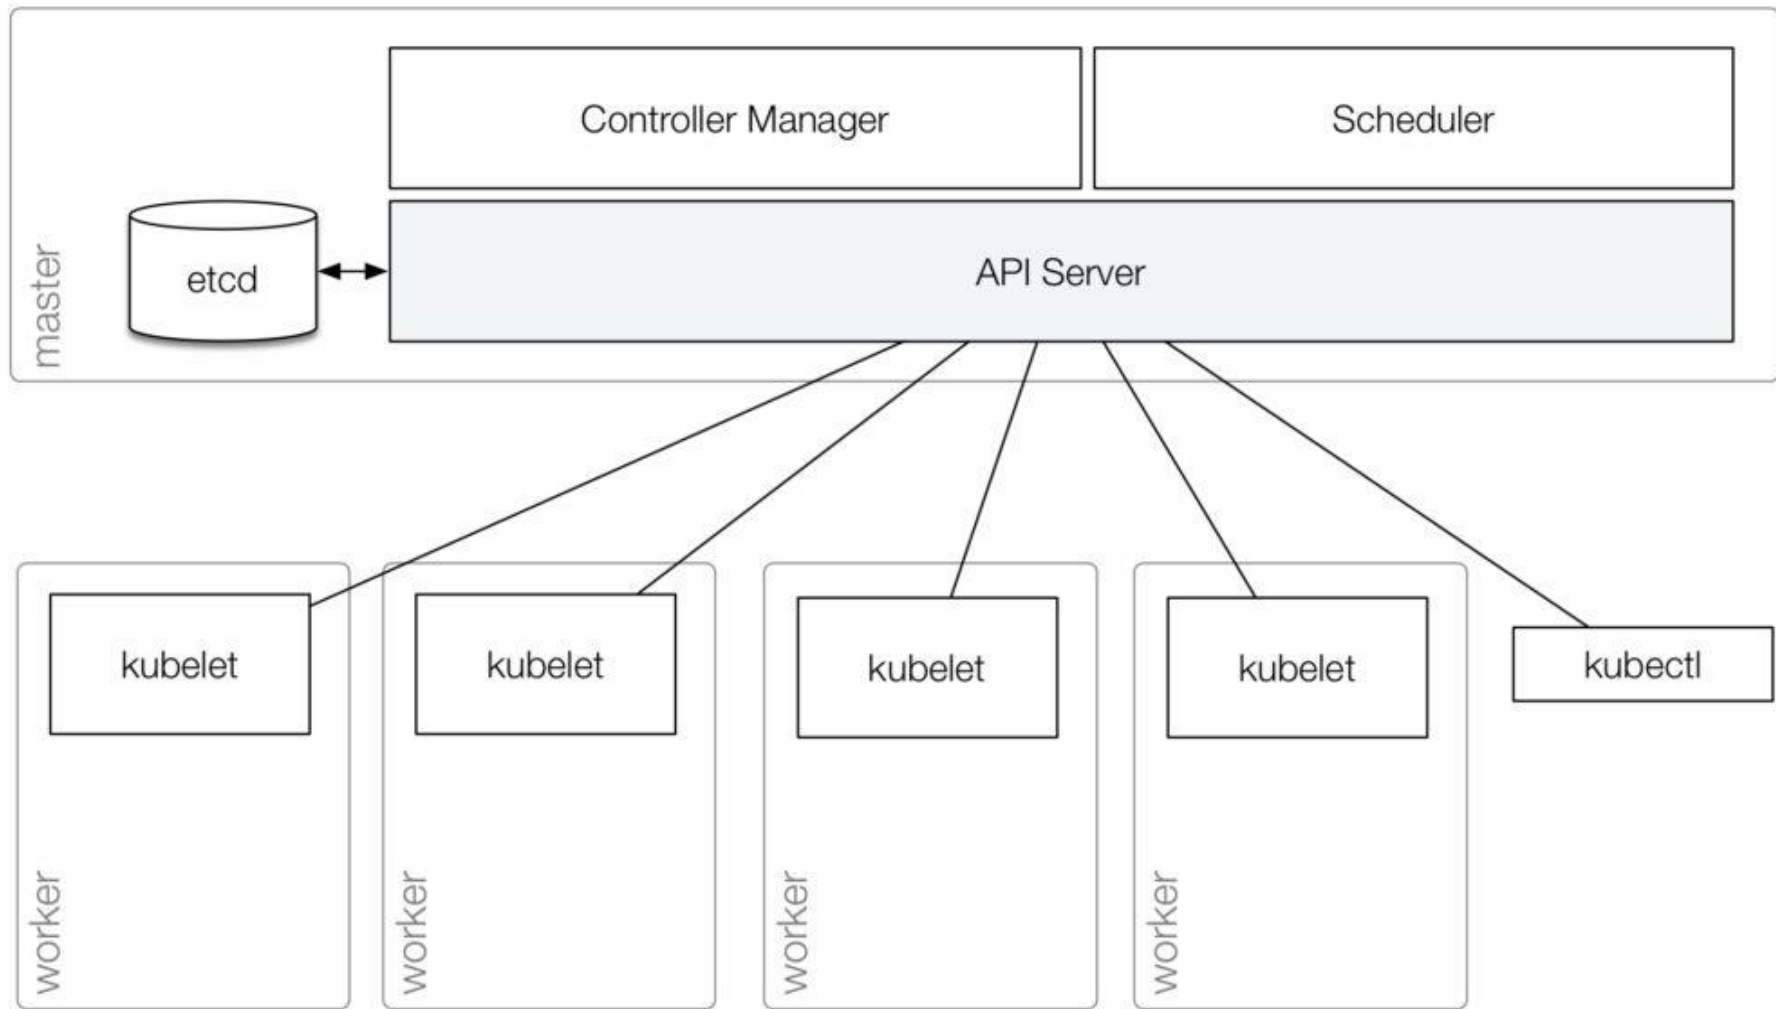 Controller Manager
Scheduler
etcd
API Server
master
kubelet
kubelet
kubelet
kubelet
kubectl
worker
worker
worker
worker